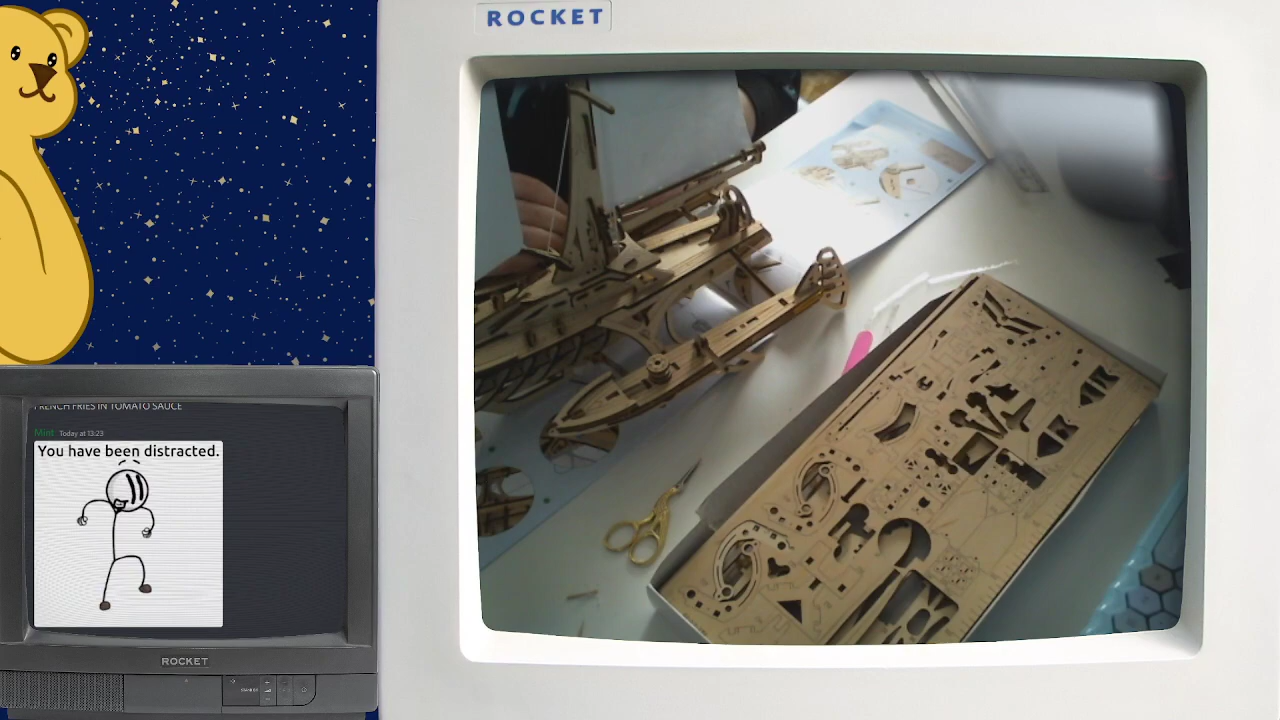 ROCKET
FRENCH FRIES IN TOMATO SAUCE
Mint Today at 13:23
You have been distracted.
ROCKET